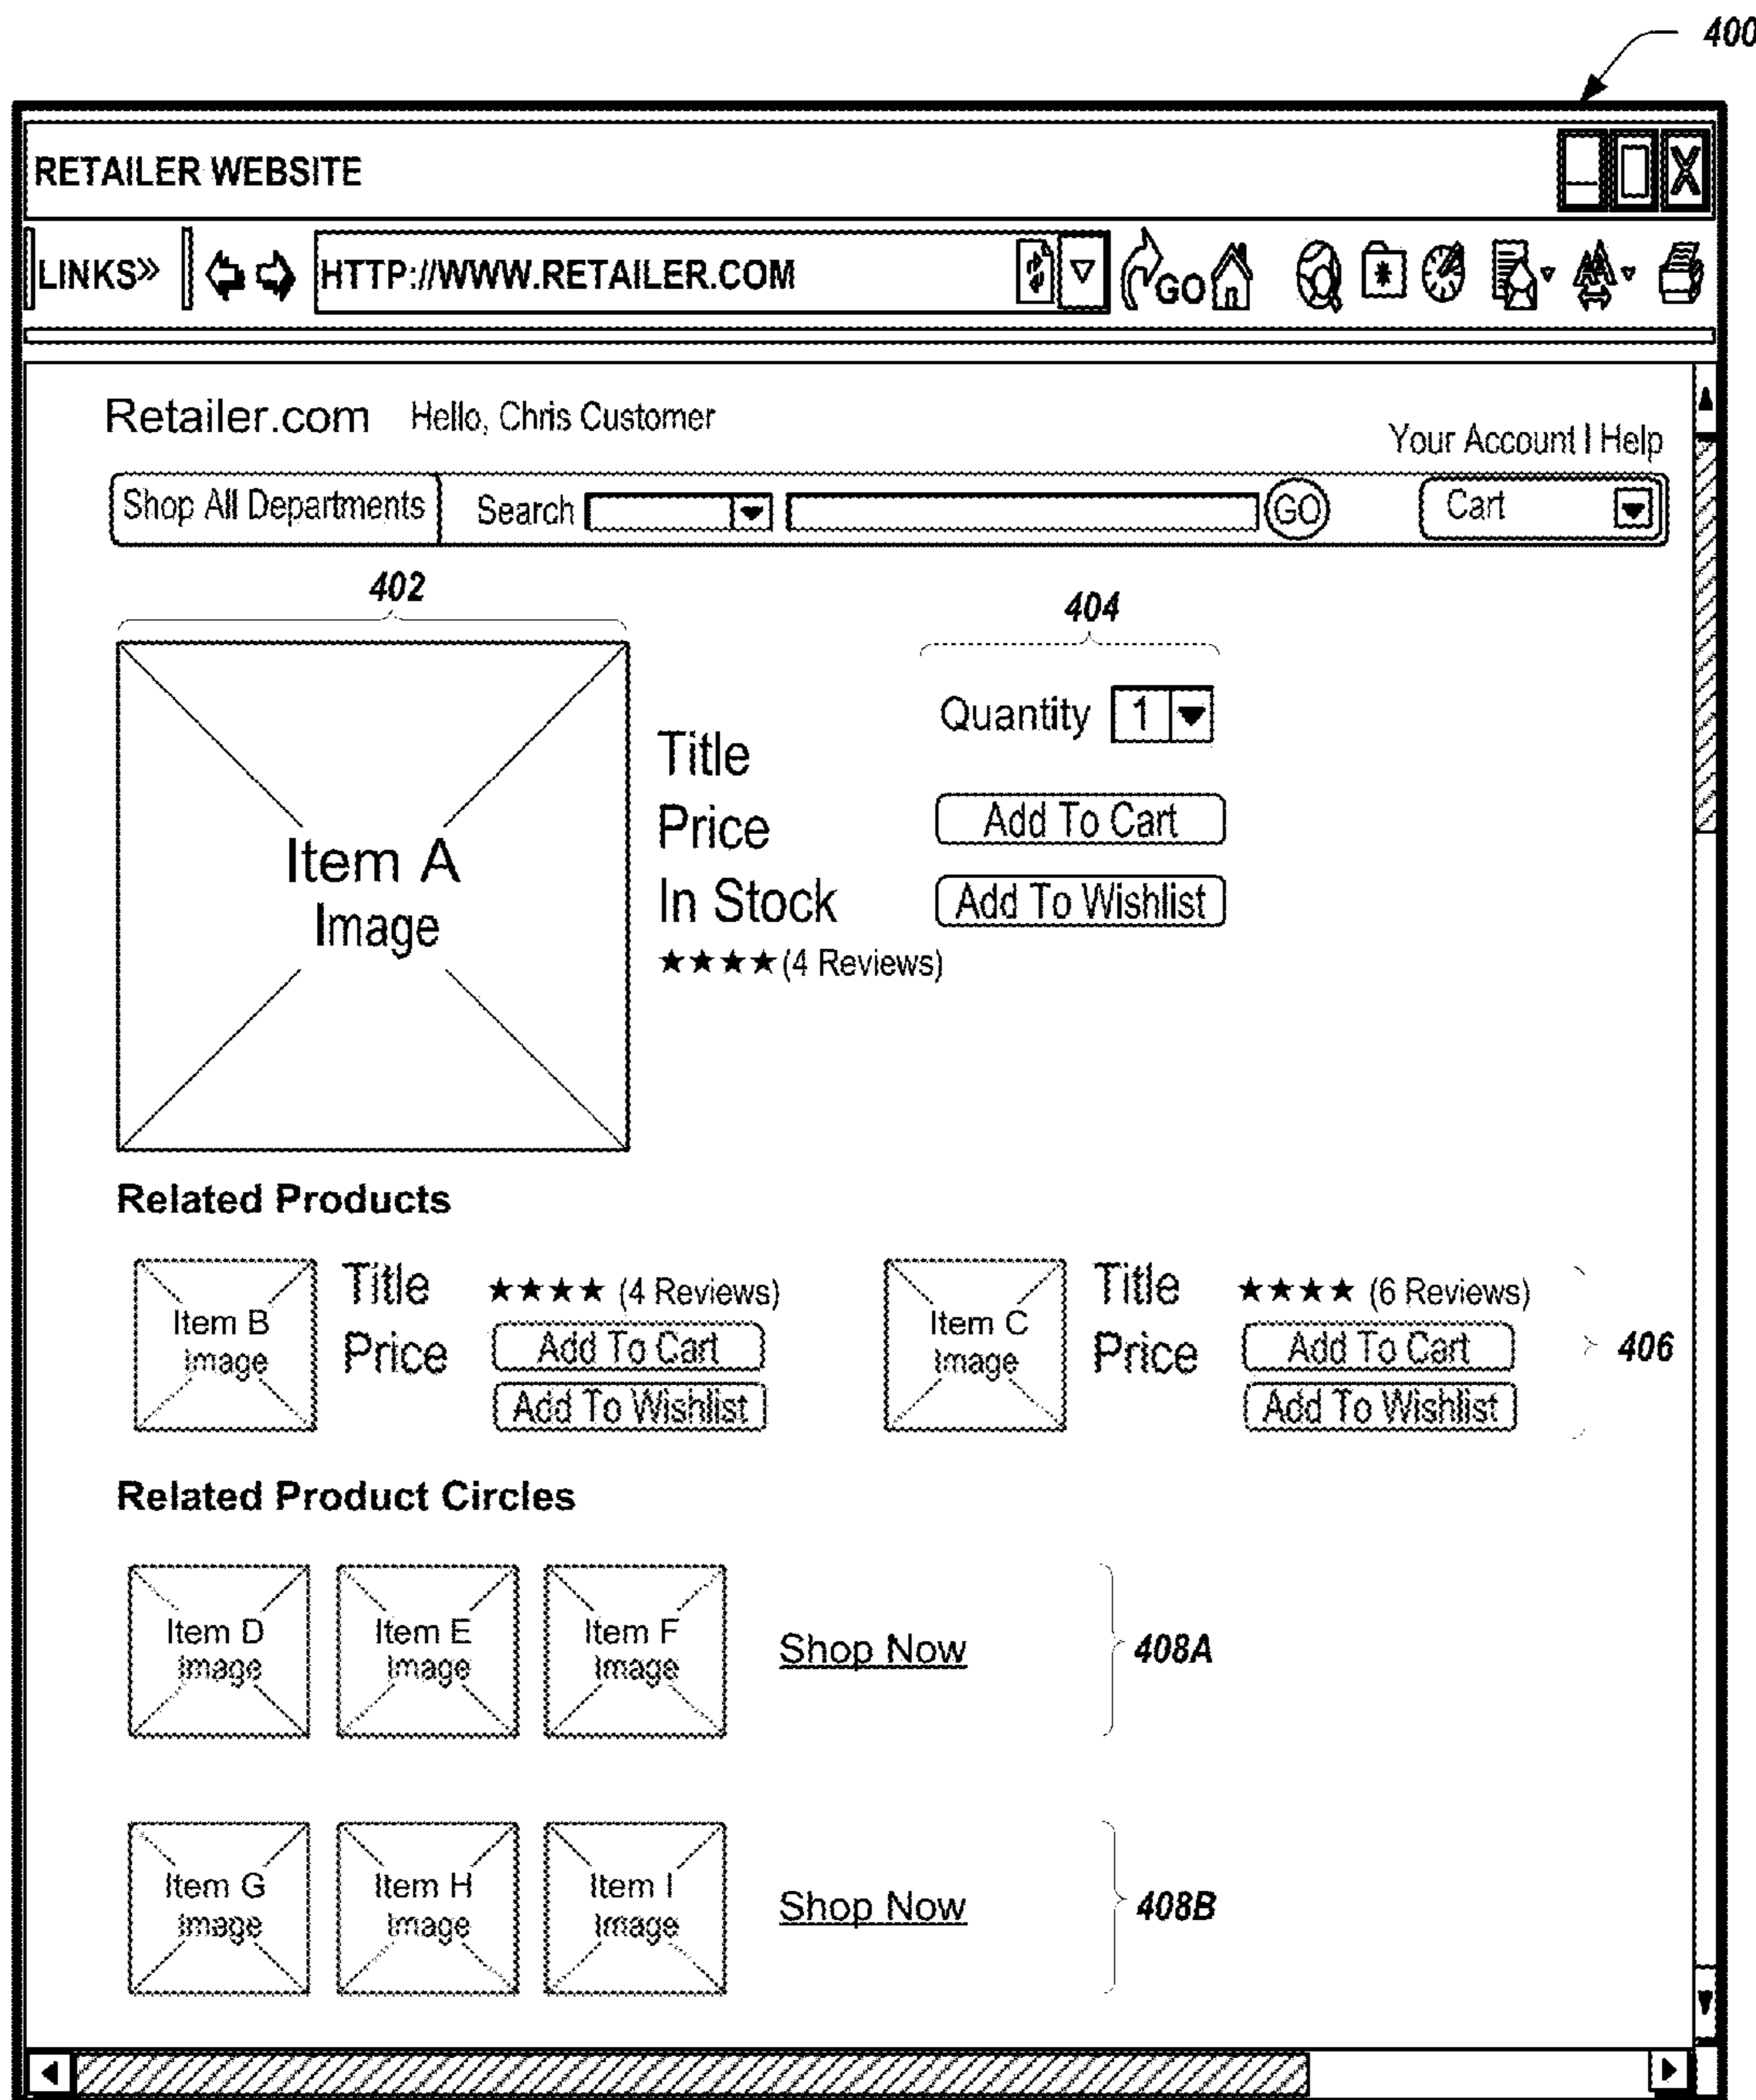 400
RETAILER WEBSITE
LINKS»
HTTP://WWW.RETAILER.COM
GO
Retailer.com Hello, Chris Customer
Your Account | Help
Shop All Departments Search GO Cart
402
404
Quantity 1
Title
Price Add To Cart
Item A
Image
In Stock Add To Wishlist
★★★★(4 Reviews)
Related Products
Item B
Image
Title ★★★★ (4 Reviews)
Price Add To Cart
Add To Wishlist
Item C
Image
Title ★★★★ (6 Reviews)
Price Add To Cart
Add To Wishlist
406
Related Product Circles
Item D
Image
Item E
Image
Item F
Image
Shop Now 408A
Item G
Image
Item H
Image
Item I
Image
Shop Now 408B